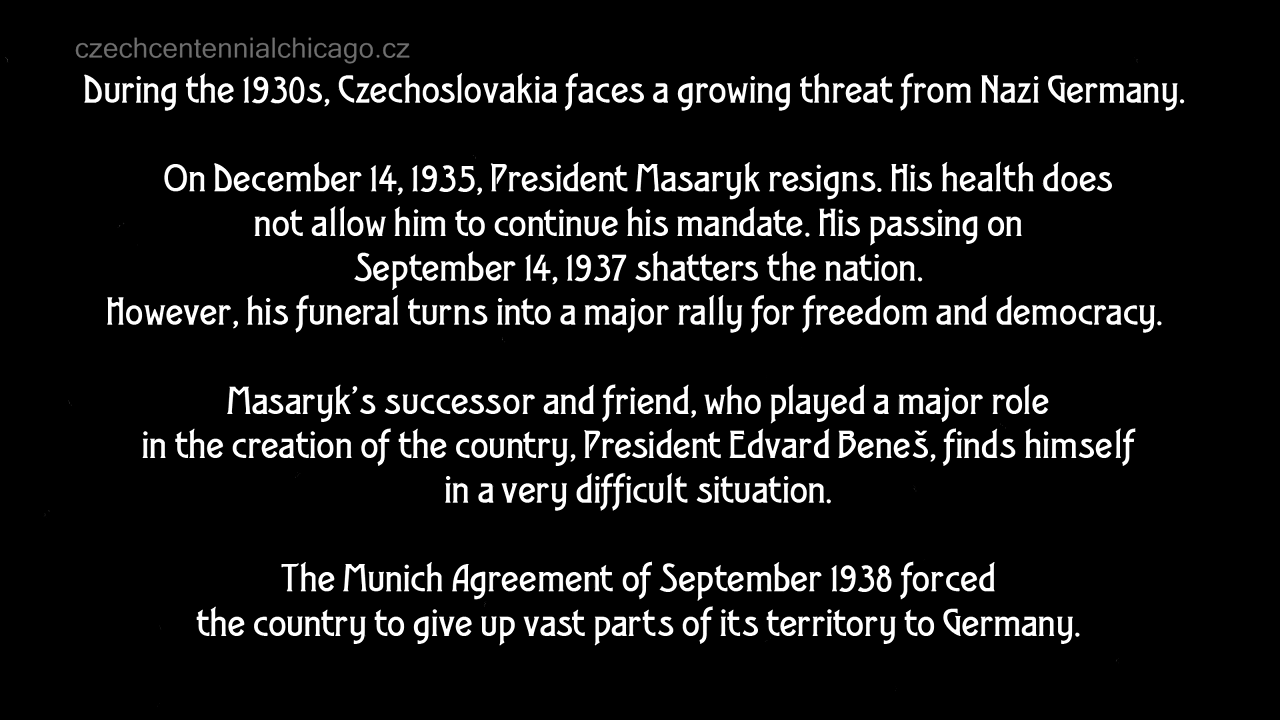 czechcentennialchicago.cz
During the 1930s, Czechoslovakia faces a growing threat from Nazi Germany.
On December 14, 1935, President Masaryk resigns. His health does
not allow him to continue his mandate. His passing on
September 14, 1937 shatters the nation.
However, his funeral turns into a major rally for freedom and democracy.
Masaryk's successor and friend, who played a major role
in the creation of the country, President Edvard Beneš, finds himself
in a very difficult situation.
The Munich Agreement of September 1938 forced
the country to give up vast parts of its territory to Germany.